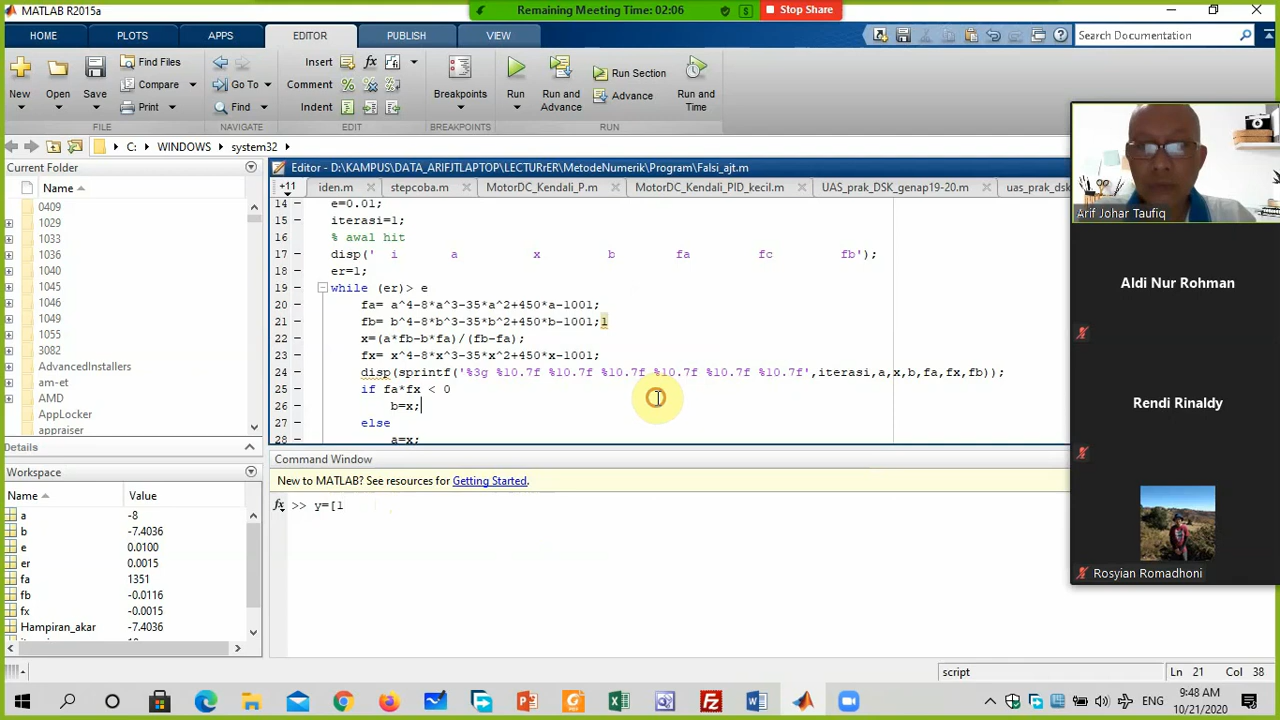 MATLAB R2015a
Remaining Meeting Time: 02:06
Stop Share
HOME PLOTS APPS EDITOR PUBLISH VIEW
Search Documentation
New Open Save Find Files Compare Print
Go To Find
Insert Comment Indent
Breakpoints
Run Run and Advance Run Section Advance Run and Time
FILE NAVIGATE EDIT BREAKPOINTS RUN
C: WINDOWS system32
Current Folder
Name
0409
1029
1033
1036
1040
1045
1046
1049
1055
3082
AdvancedInstallers
am-et
AMD
AppLocker
appraiser
Details
Workspace
Name Value
a -8
b -7.4036
e 0.0100
er 0.0015
fa 1351
fb -0.0116
fx -0.0015
Hampiran_akar -7.4036
Editor - D:\KAMPUS\DATA_ARIFJTLAPTOP\LECTURrER\MetodeNumerik\Program\Falsi_ajt.m
+11 iden.m stepcoba.m MotorDC_Kendali_P.m MotorDC_Kendali_PID_kecil.m UAS_prak_DSK_genap19-20.m uas_prak_dsk
14 e=0.01;
15 iterasi=1;
16 % awal hit
17 disp(' i a x b fa fc fb');
18 er=1;
19 while (er)> e
20 fa= a^4-8*a^3-35*a^2+450*a-1001;
21 fb= b^4-8*b^3-35*b^2+450*b-1001;1
22 x=(a*fb-b*fa)/(fb-fa);
23 fx= x^4-8*x^3-35*x^2+450*x-1001;
24 disp(sprintf('%3g %10.7f %10.7f %10.7f %10.7f %10.7f %10.7f',iterasi,a,x,b,fa,fx,fb));
25 if fa*fx < 0
26 b=x;
27 else
28 a=x;
Command Window
New to MATLAB? See resources for Getting Started.
fx >> y=[1
Arif Johar Taufiq
Aldi Nur Rohman
Rendi Rinaldy
Rosyian Romadhoni
script
Ln 21 Col 38
ENG
9:48 AM
10/21/2020